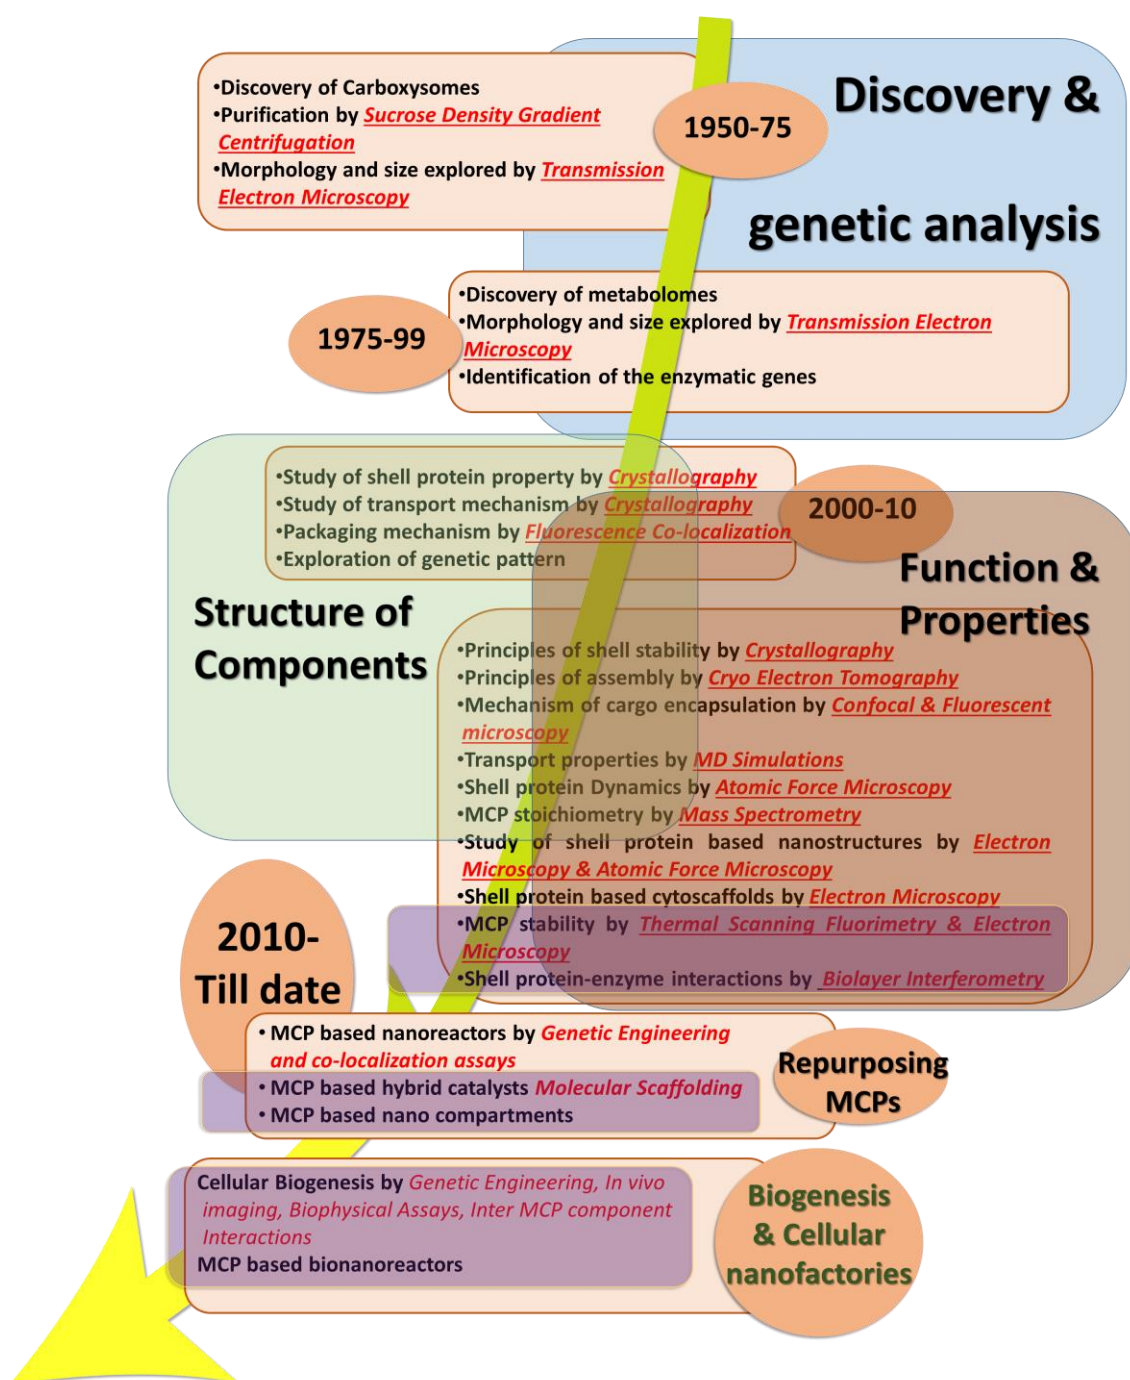 Discovery &
genetic analysis
1950-75
•Discovery of Carboxysomes
•Purification by Sucrose Density Gradient
Centrifugation
•Morphology and size explored by Transmission
Electron Microscopy
1975-99
•Discovery of metabolomes
•Morphology and size explored by Transmission Electron
Microscopy
•Identification of the enzymatic genes
2000-10
•Study of shell protein property by Crystallography
•Study of transport mechanism by Crystallography
•Packaging mechanism by Fluorescence Co-localization
•Exploration of genetic pattern
Structure of
Components
Function &
Properties
•Principles of shell stability by Crystallography
•Principles of assembly by Cryo Electron Tomography
•Mechanism of cargo encapsulation by Confocal & Fluorescent
microscopy
•Transport properties by MD Simulations
•Shell protein Dynamics by Atomic Force Microscopy
•MCP stoichiometry by Mass Spectrometry
•Study of shell protein based nanostructures by Electron
Microscopy & Atomic Force Microscopy
•Shell protein based cytoscaffolds by Electron Microscopy
•MCP stability by Thermal Scanning Fluorimetry & Electron
Microscopy
•Shell protein-enzyme interactions by Biolayer Interferometry
2010-
Till date
• MCP based nanoreactors by Genetic Engineering
and co-localization assays
• MCP based hybrid catalysts Molecular Scaffolding
• MCP based nano compartments
Repurposing
MCPs
Cellular Biogenesis by Genetic Engineering, In vivo
imaging, Biophysical Assays, Inter MCP component
Interactions
MCP based bionanoreactors
Biogenesis
& Cellular
nanofactories